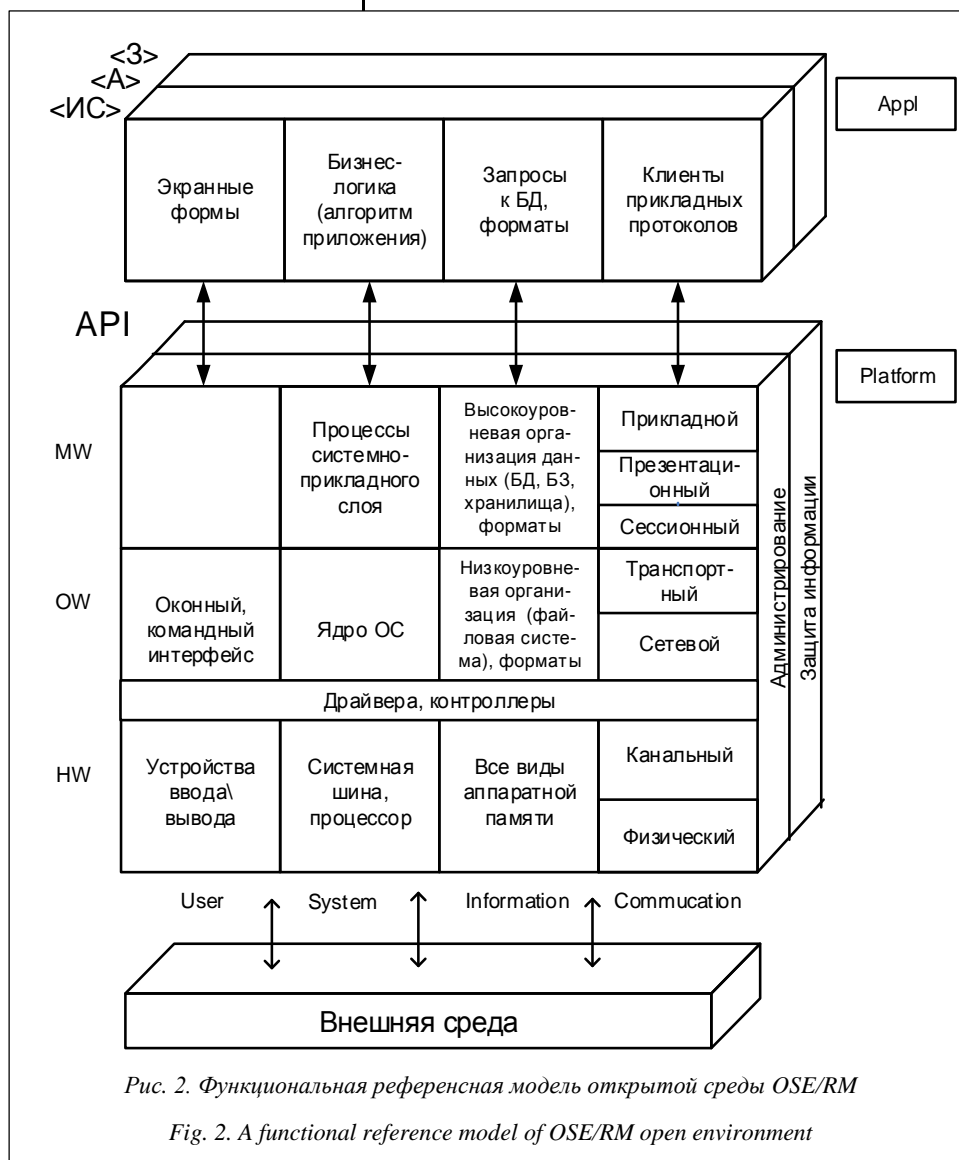 <З>
<А>
<ИС>
Appl
Экранные
формы
Бизнес-
логика
(алгоритм
приложения)
Запросы
к БД,
форматы
Клиенты
прикладных
протоколов
API
Platform
MW
Процессы
системно-
прикладного
слоя
Высокоуров-
невая орга-
низация дан-
ных (БД, БЗ,
хранилища),
форматы
Прикладной
Презентаци-
онный
Сессионный
OW
Оконный,
командный
интерфейс
Ядро ОС
Низкоуровне-
вая органи-
зация (фай-
ловая систе-
ма), форматы
Транспорт-
ный
Сетевой
Драйвера, контроллеры
HW
Устройства
ввода\
вывода
Системная
шина,
процессор
Все виды
аппаратной
памяти
Канальный
Физический
Администрирование
Защита информации
User
System
Information
Commucation
Внешняя среда
Рис. 2. Функциональная референсная модель открытой среды OSE/RM
Fig. 2. A functional reference model of OSE/RM open environment